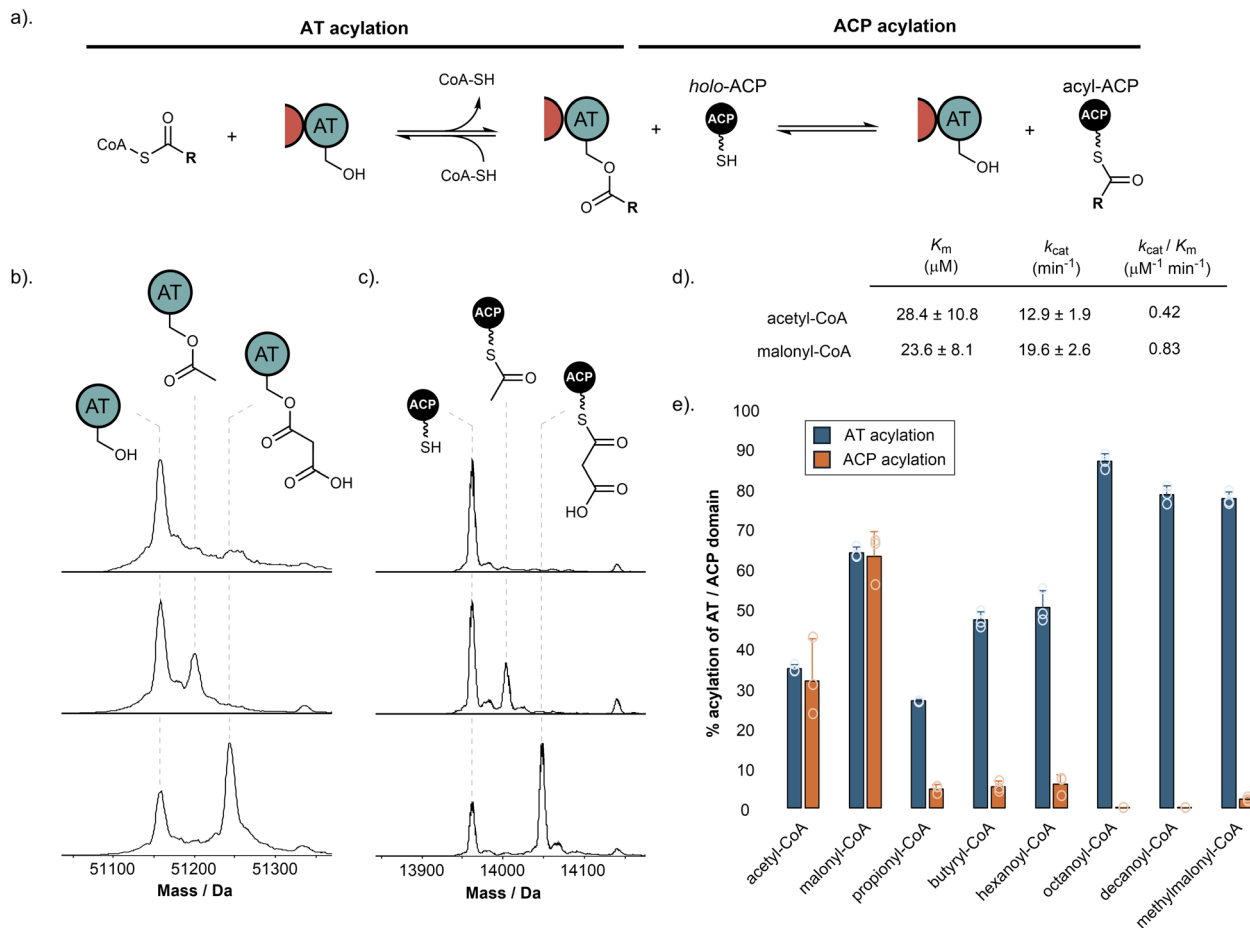 a).
AT acylation
ACP acylation
CoA-SH
holo-ACP
acyl-ACP
CoA
S
O
R
+
AT
OH
CoA-SH
AT
O
O
R
+
ACP
SH
AT
OH
+
ACP
S
O
R
b).
AT
OH
AT
O
O
AT
O
O
O
OH
51100
51200
51300
Mass / Da
c).
ACP
SH
ACP
S
O
ACP
S
O
O
HO
13900
14000
14100
Mass / Da
d).
Km (μM) kcat (min-1) kcat / Km (μM-1 min-1)
acetyl-CoA 28.4 ± 10.8 12.9 ± 1.9 0.42
malonyl-CoA 23.6 ± 8.1 19.6 ± 2.6 0.83
e).
% acylation of AT / ACP domain
100
90
80
70
60
50
40
30
20
10
0
AT acylation
ACP acylation
acetyl-CoA
malonyl-CoA
propionyl-CoA
butyryl-CoA
hexanoyl-CoA
octanoyl-CoA
decanoyl-CoA
methylmalonyl-CoA